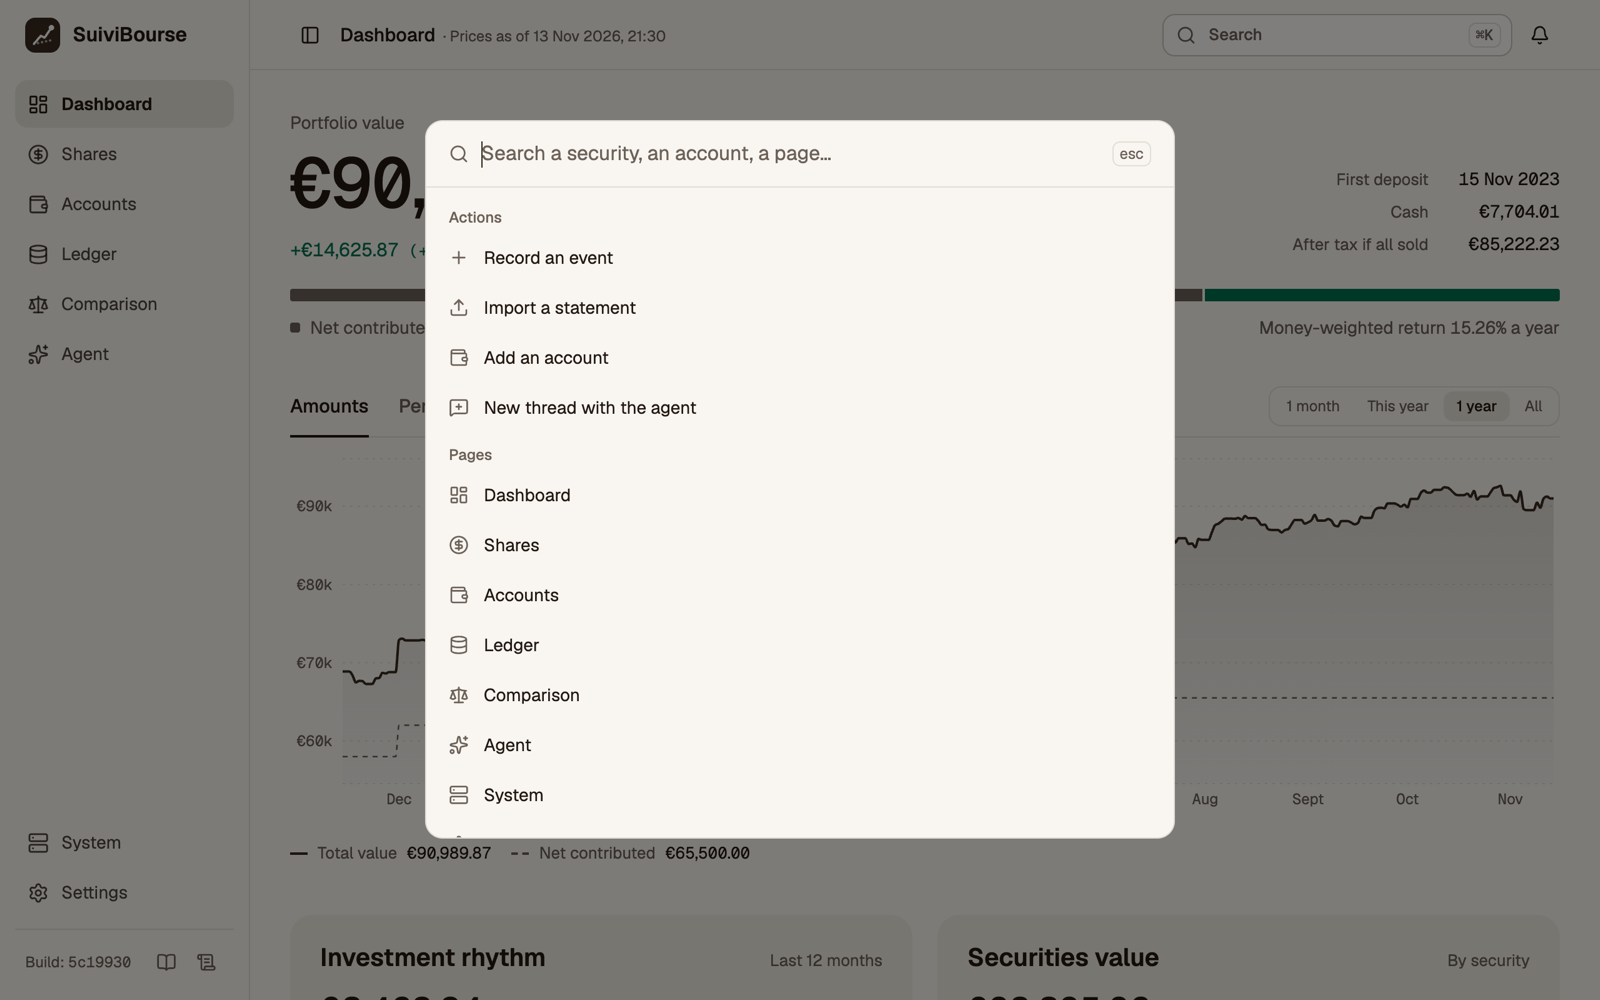 SuiviBourse
Dashboard · Prices as of 13 Nov 2026, 21:30
Search
⌘K
Dashboard
Shares
Accounts
Ledger
Comparison
Agent
System
Settings
Build: 5c19930
Portfolio value
€90,
+€14,625.87 (+
Net contribute
First deposit 15 Nov 2023
Cash €7,704.01
After tax if all sold €85,222.23
Money-weighted return 15.26% a year
Amounts
1 month This year 1 year All
€90k
€80k
€70k
€60k
Dec Aug Sept Oct Nov
Total value €90,989.87 Net contributed €65,500.00
Investment rhythm Last 12 months
Securities value By security
Search a security, an account, a page...
esc
Actions
Record an event
Import a statement
Add an account
New thread with the agent
Pages
Dashboard
Shares
Accounts
Ledger
Comparison
Agent
System